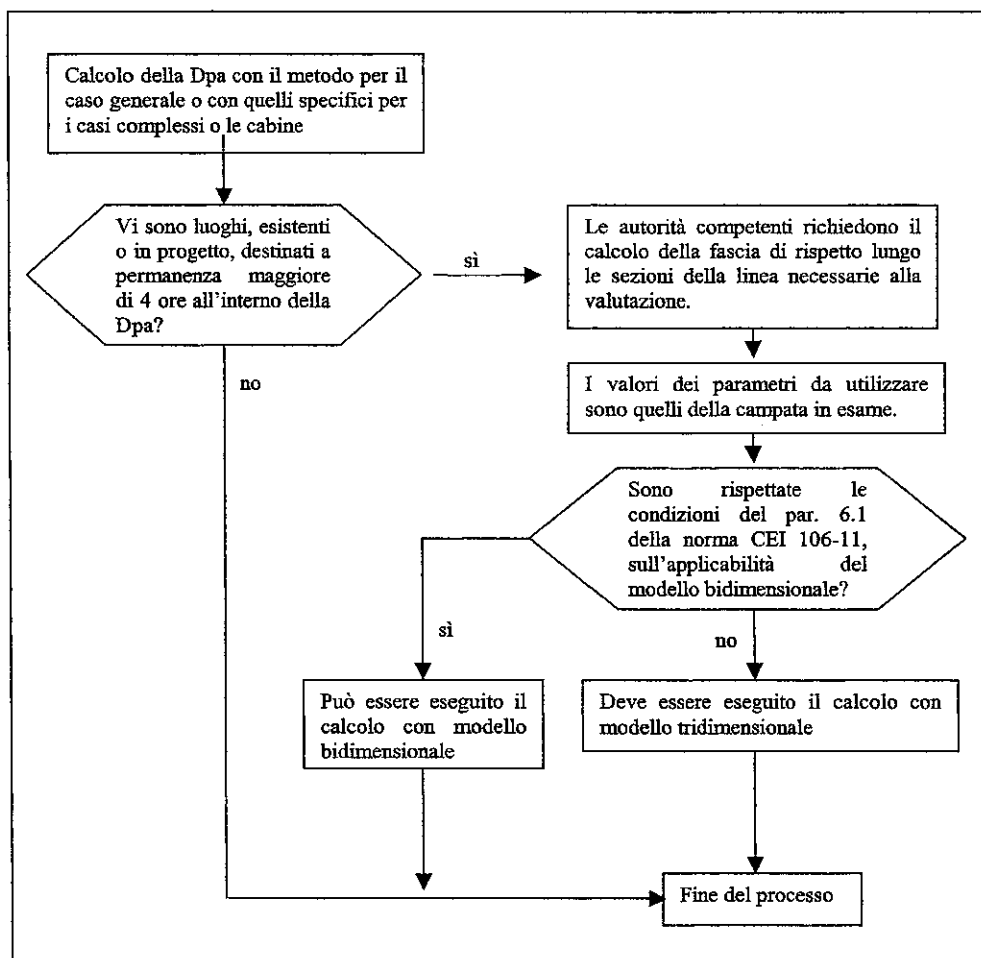 Calcolo della Dpa con il metodo per il
caso generale o con quelli specifici per
i casi complessi o le cabine
Vi sono luoghi, esistenti
o in progetto, destinati a
permanenza maggiore
di 4 ore all'interno della
Dpa?
sì
Le autorità competenti richiedono il
calcolo della fascia di rispetto lungo
le sezioni della linea necessarie alla
valutazione.
no
I valori dei parametri da utilizzare
sono quelli della campata in esame.
Sono rispettate le
condizioni del par. 6.1
della norma CEI 106-11,
sull'applicabilità del
modello bidimensionale?
sì
no
Può essere eseguito il
calcolo con modello
bidimensionale
Deve essere eseguito il calcolo con
modello tridimensionale
Fine del processo